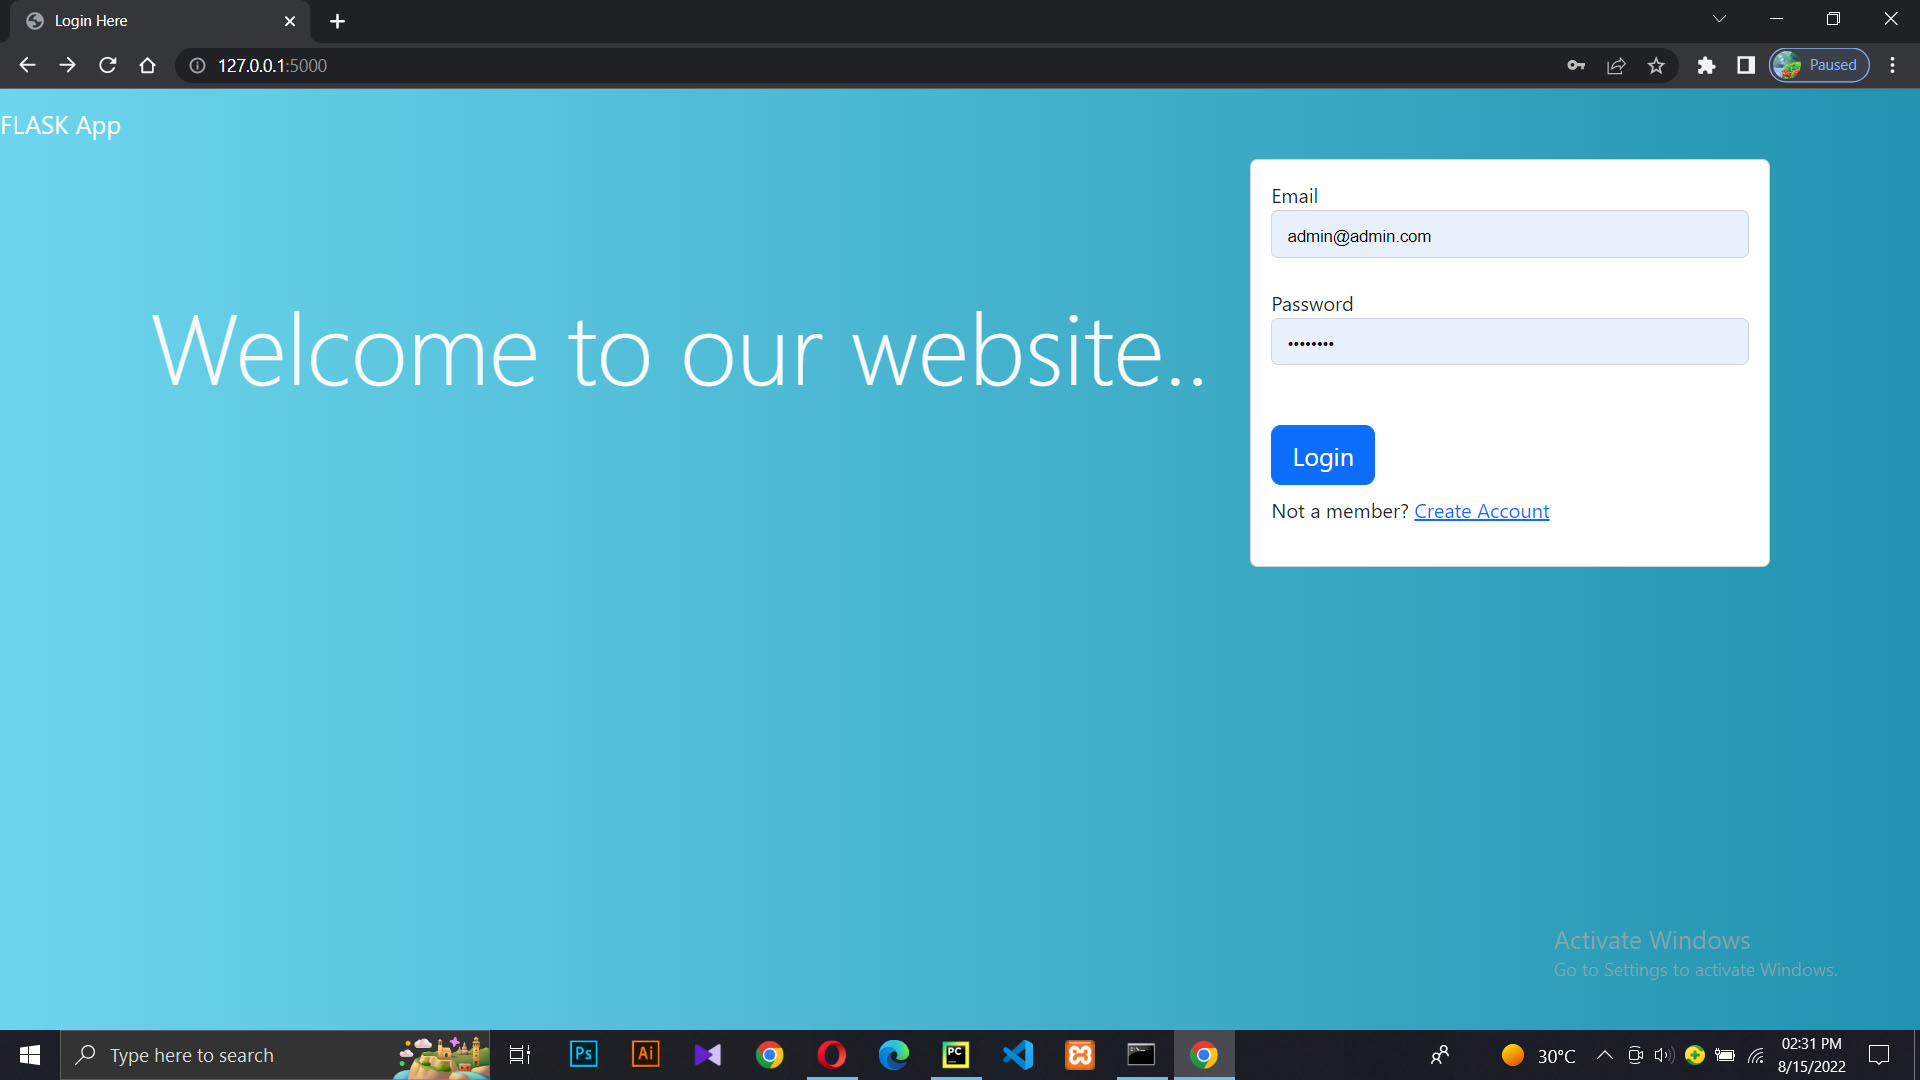 Login Here
127.0.0.1:5000
Paused
FLASK App
Email
admin@admin.com
Password
••••••••
Welcome to our website..
Login
Not a member? Create Account
Activate Windows
Go to Settings to activate Windows.
Type here to search
Ps
Ai
PC
30°C
02:31 PM
8/15/2022